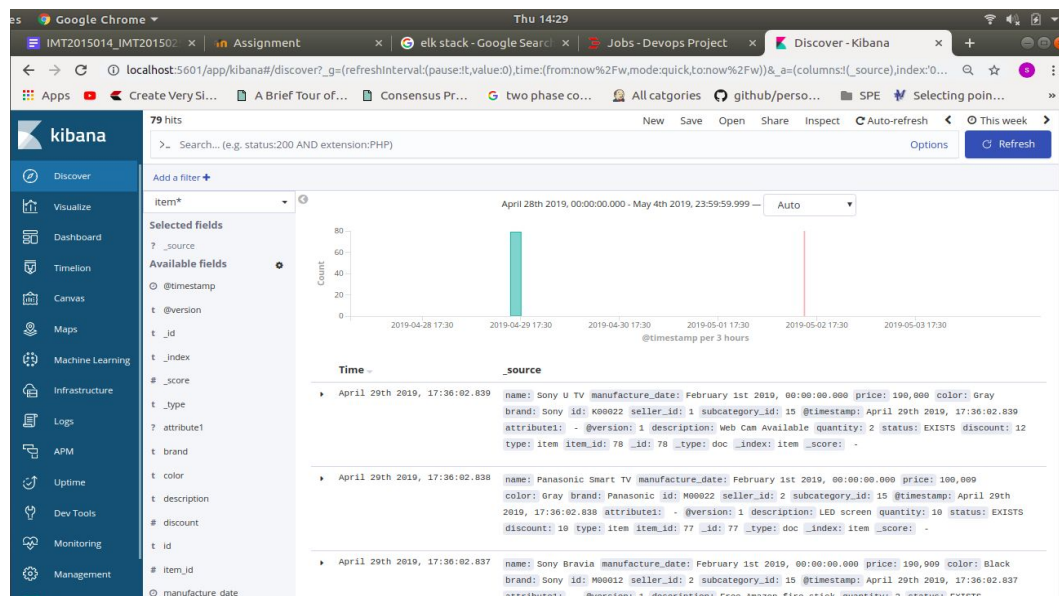 es Google Chrome ▾ Thu 14:29
IMT2015014_IMT20150 × Assignment × elk stack - Google Search × Jobs - Devops Project × Discover - Kibana × +
localhost:5601/app/kibana#/discover?_g=(refreshInterval:(pause:!t,value:0),time:(from:now%2Fw,mode:quick,to:now%2Fw))&_a=(columns:!(_source),index:'0... S
Apps Create Very Si... A Brief Tour of... Consensus Pr... two phase co... All catgories github/perso... SPE Selecting poin... »
kibana
Discover
Visualize
Dashboard
Timelion
Canvas
Maps
Machine Learning
Infrastructure
Logs
APM
Uptime
Dev Tools
Monitoring
Management
79 hits
New Save Open Share Inspect Auto-refresh This week
>_ Search... (e.g. status:200 AND extension:PHP) Options Refresh
Add a filter +
item*
Selected fields
? _source
Available fields
@timestamp
t @version
t _id
t _index
# _score
t _type
? attribute1
t brand
t color
t description
# discount
t id
# item_id
manufacture_date
April 28th 2019, 00:00:00.000 - May 4th 2019, 23:59:59.999 — Auto
Count
80
60
40
20
0
2019-04-28 17:30 2019-04-29 17:30 2019-04-30 17:30 2019-05-01 17:30 2019-05-02 17:30 2019-05-03 17:30
@timestamp per 3 hours
Time _source
April 29th 2019, 17:36:02.839
name: Sony U TV manufacture_date: February 1st 2019, 00:00:00.000 price: 190,000 color: Gray
brand: Sony id: K00022 seller_id: 1 subcategory_id: 15 @timestamp: April 29th 2019, 17:36:02.839
attribute1: - @version: 1 description: Web Cam Available quantity: 2 status: EXISTS discount: 12
type: item item_id: 78 _id: 78 _type: doc _index: item _score: -
April 29th 2019, 17:36:02.838
name: Panasonic Smart TV manufacture_date: February 1st 2019, 00:00:00.000 price: 100,009
color: Gray brand: Panasonic id: M00022 seller_id: 2 subcategory_id: 15 @timestamp: April 29th
2019, 17:36:02.838 attribute1: - @version: 1 description: LED screen quantity: 10 status: EXISTS
discount: 10 type: item item_id: 77 _id: 77 _type: doc _index: item _score: -
April 29th 2019, 17:36:02.837
name: Sony Bravia manufacture_date: February 1st 2019, 00:00:00.000 price: 190,909 color: Black
brand: Sony id: M00012 seller_id: 2 subcategory_id: 15 @timestamp: April 29th 2019, 17:36:02.837
attribute1: - @version: 1 description: Free Amazon fire stick quantity: 2 status: EXISTS